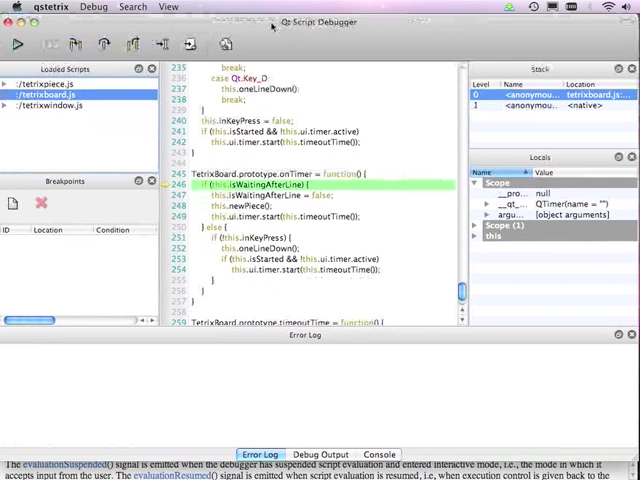 qstetrix Debug Search View
Qt Script Debugger
Loaded Scripts
:/tetrixpiece.js
:/tetrixboard.js
:/tetrixwindow.js
Breakpoints
ID Location Condition
235 break;
236 case Qt.Key_D:
237 this.oneLineDown();
238 break;
239 }
240 this.inKeyPress = false;
241 if (this.isStarted && !this.ui.timer.active)
242 this.ui.timer.start(this.timeoutTime());
243 }
244
245 TetrixBoard.prototype.onTimer = function() {
246 if (this.isWaitingAfterLine) {
247 this.isWaitingAfterLine = false;
248 this.newPiece();
249 this.ui.timer.start(this.timeoutTime());
250 } else {
251 if (!this.inKeyPress) {
252 this.oneLineDown();
253 if (this.isStarted && !this.ui.timer.active)
254 this.ui.timer.start(this.timeoutTime());
255 }
256 }
257 }
258
259 TetrixBoard.prototype.timeoutTime = function() {
Stack
Level Name Location
0 <anonymou... tetrixboard.js:...
1 <anonymou... <native>
Locals
Name Value
Scope
__pro... null
__qt_... QTimer(name = "")
argu... [object arguments]
Scope (1)
this
Error Log
Error Log Debug Output Console
The evaluationSuspended() signal is emitted when the debugger has suspended script evaluation and entered interactive mode, i.e., the mode in which it
accepts input from the user. The evaluationResumed() signal is emitted when script evaluation is resumed, i.e, when execution control is given back to the